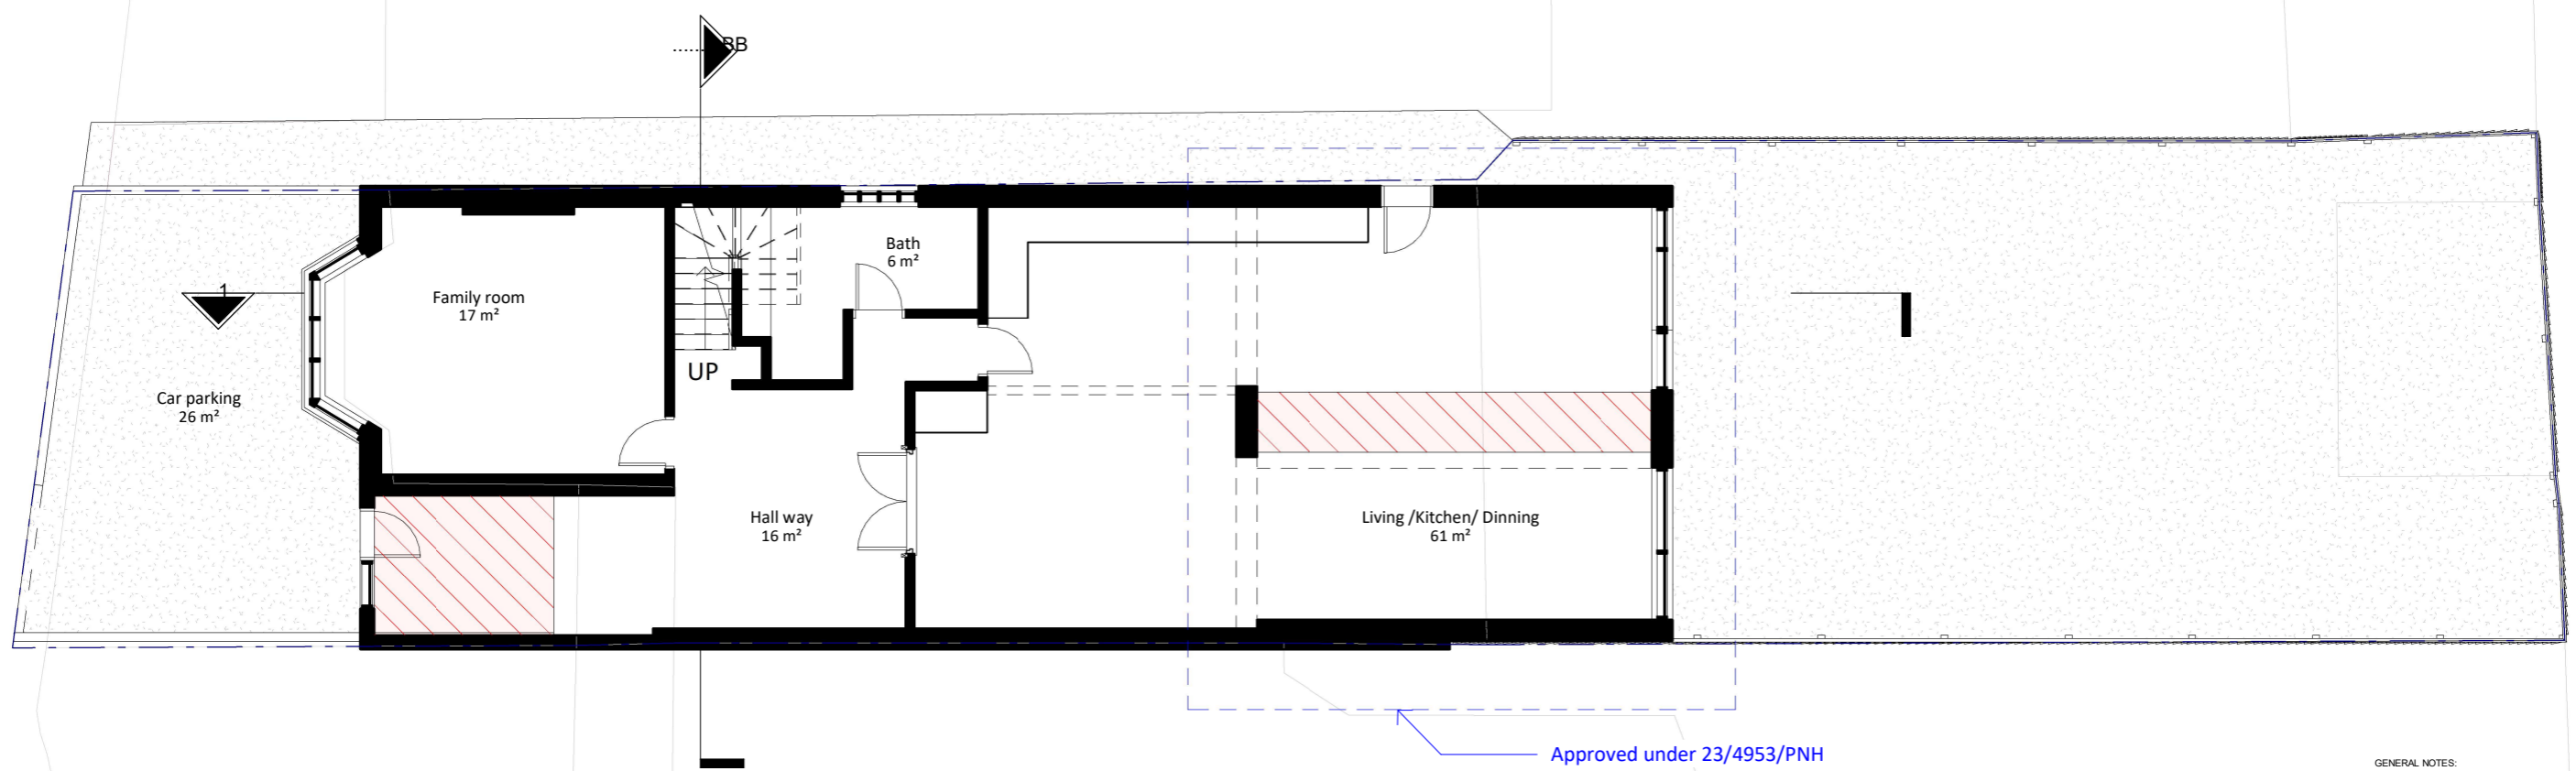 BB
1
Family room
17 m²
Bath
6 m²
UP
Car parking
26 m²
Hall way
16 m²
Living /Kitchen/ Dinning
61 m²
Approved under 23/4953/PNH
GENERAL NOTES: